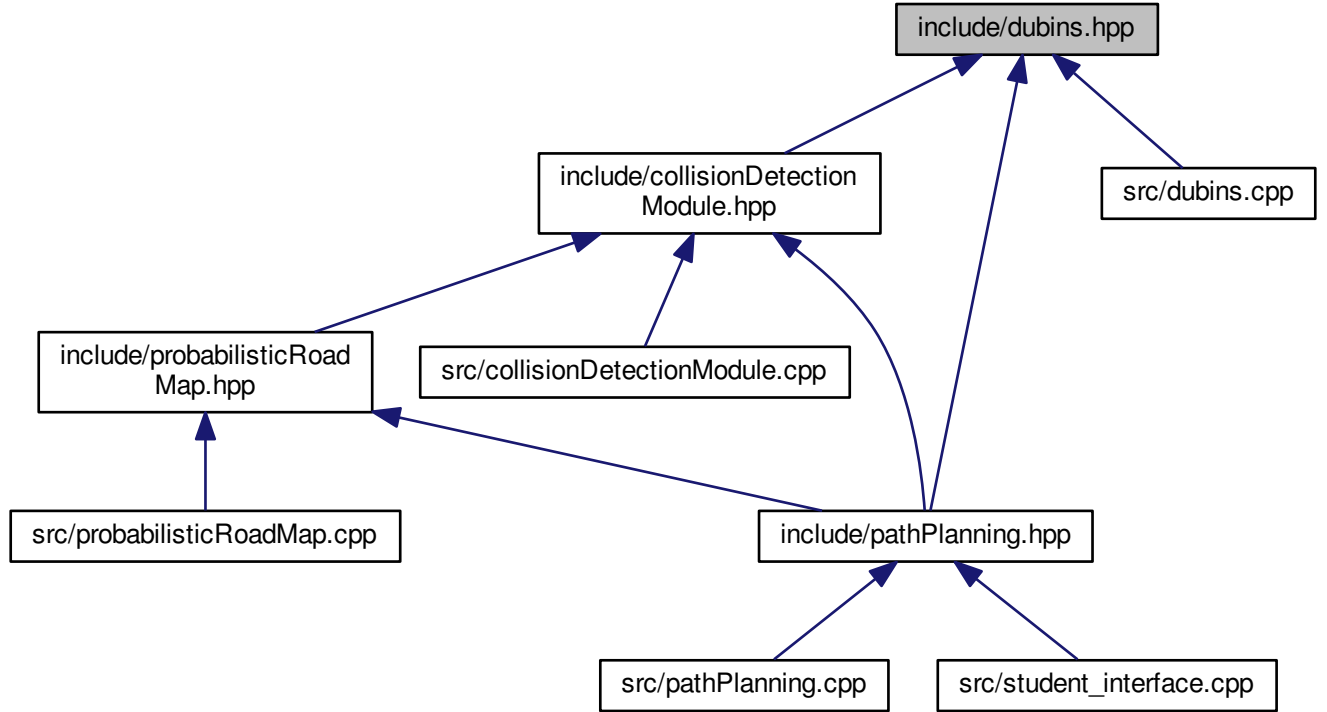 include/dubins.hpp
include/collisionDetection
Module.hpp
src/dubins.cpp
include/probabilisticRoad
Map.hpp
src/collisionDetectionModule.cpp
src/probabilisticRoadMap.cpp
include/pathPlanning.hpp
src/pathPlanning.cpp
src/student_interface.cpp